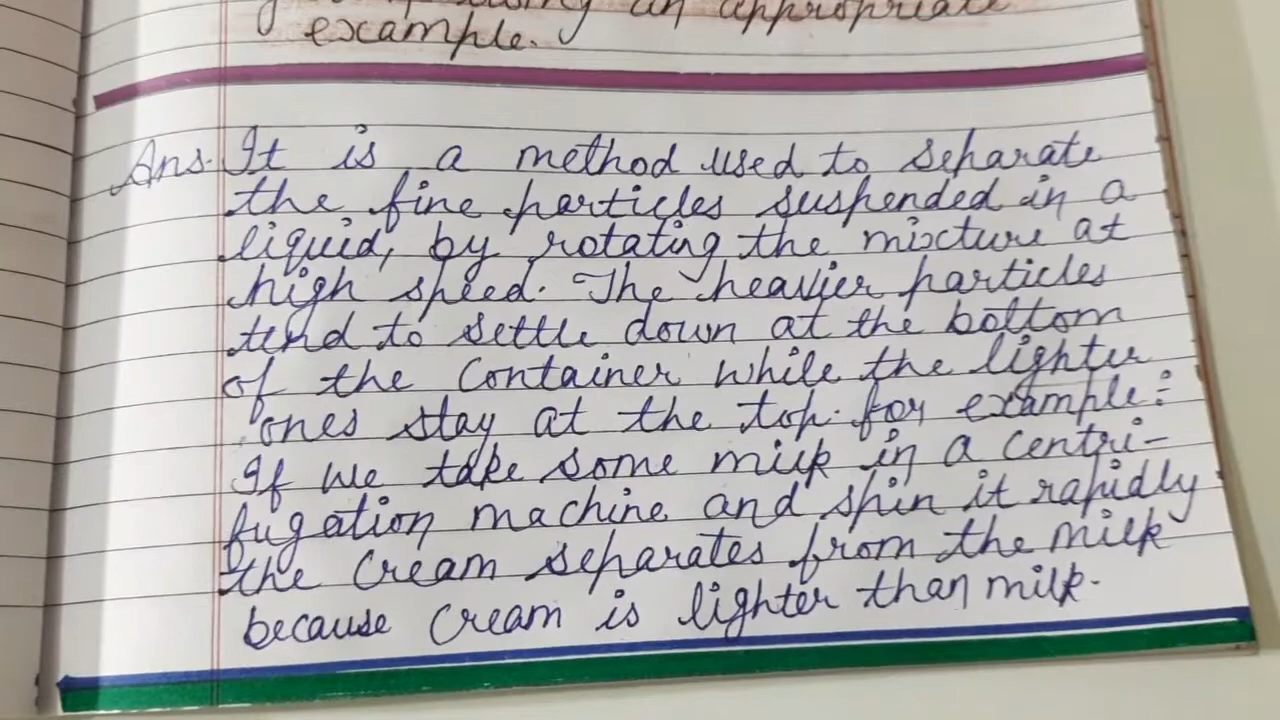 using an appropriate
example.
Ans. It is a method used to separate
the fine particles suspended in a
liquid, by rotating the mixture at
high speed. The heavier particles
tend to settle down at the bottom
of the container while the lighter
ones stay at the top. for example:
If we take some milk in a centri-
fugation machine and spin it rapidly
the cream separates from the milk
because cream is lighter than milk.